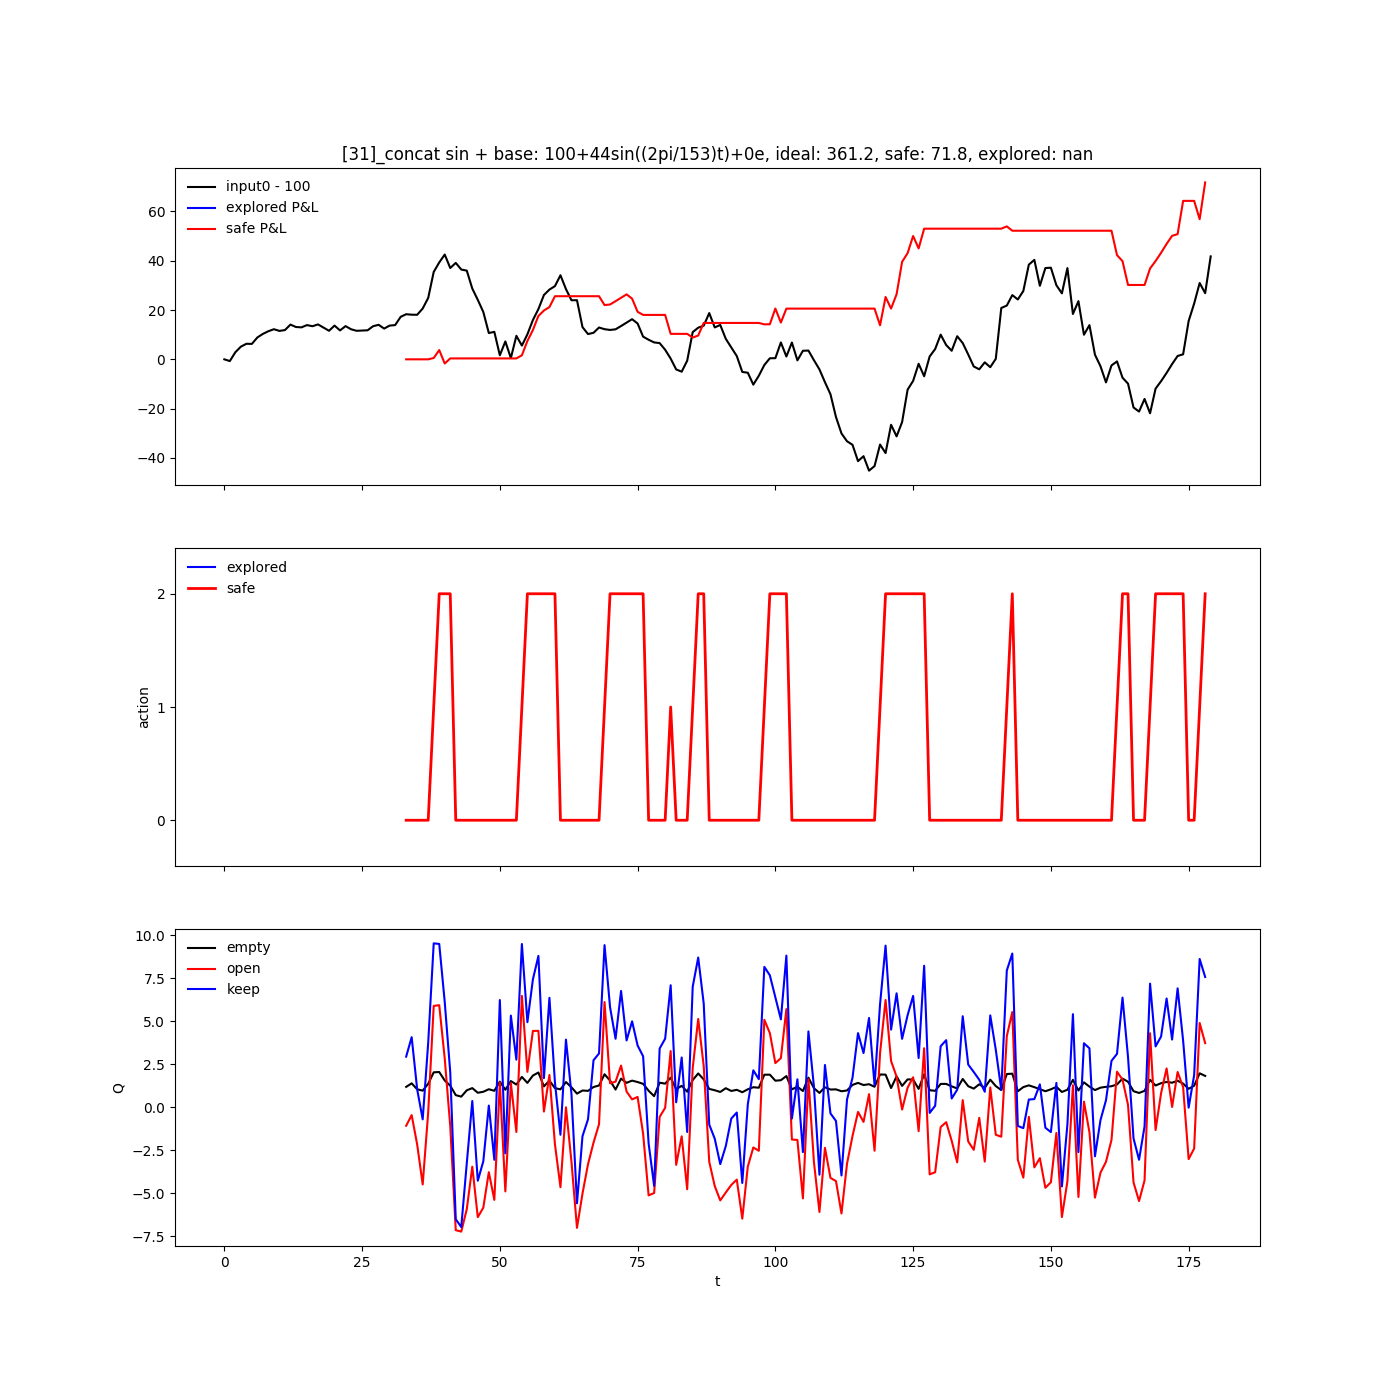 [31]_concat sin + base: 100+44sin((2pi/153)t)+0e, ideal: 361.2, safe: 71.8, explored: nan
input0 - 100
explored P&L
safe P&L
60
40
20
0
−20
−40
explored
safe
2
1
0
action
empty
open
keep
10.0
7.5
5.0
2.5
0.0
−2.5
−5.0
−7.5
Q
0 25 50 75 100 125 150 175
t